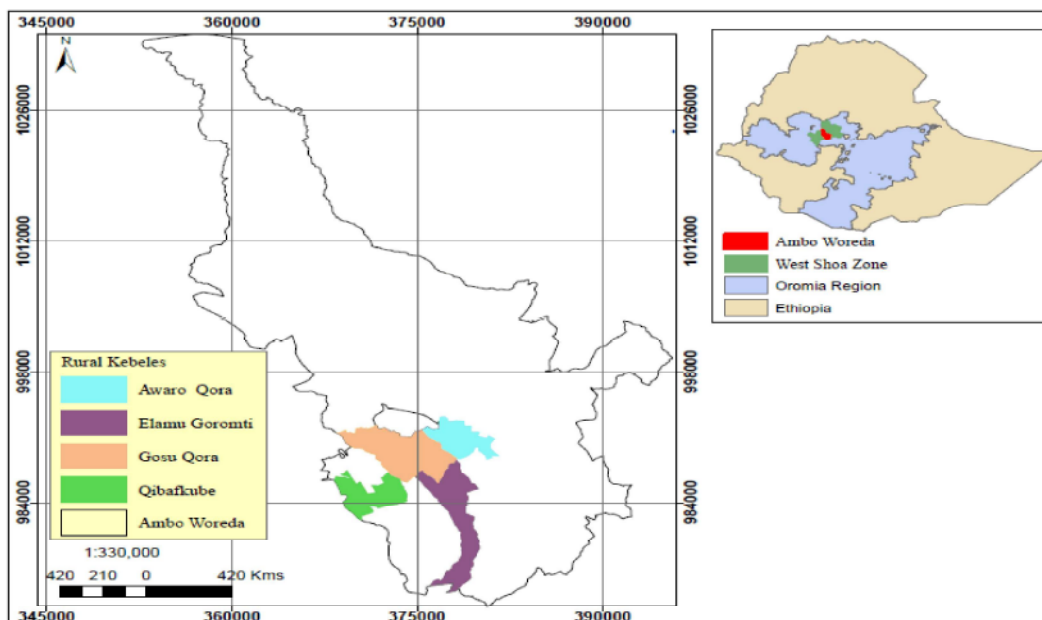 345000 360000 375000 390000
N
1026000 1026000
1012000 1012000
998000 998000
984000 984000
Rural Kebeles
Awaro Qora
Elamu Goromti
Gosu Qora
Qibafkube
Ambo Woreda
1:330,000
420 210 0 420 Kms
345000 360000 375000 390000
Ambo Woreda
West Shoa Zone
Oromia Region
Ethiopia